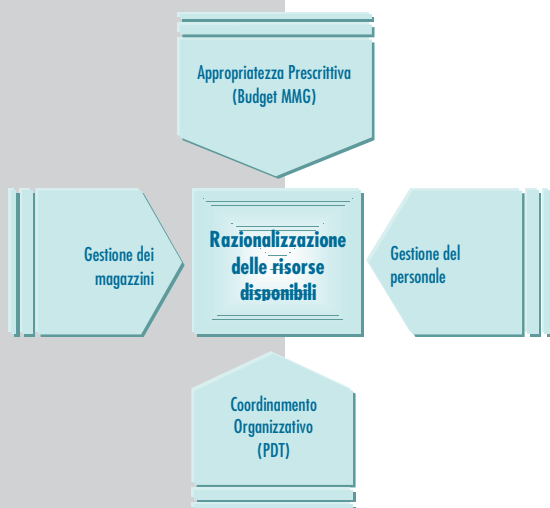 Appropriatezza Prescrittiva
(Budget MMG)
Gestione dei
magazzini
Razionalizzazione
delle risorse
disponibili
Gestione del
personale
Coordinamento
Organizzativo
(PDT)